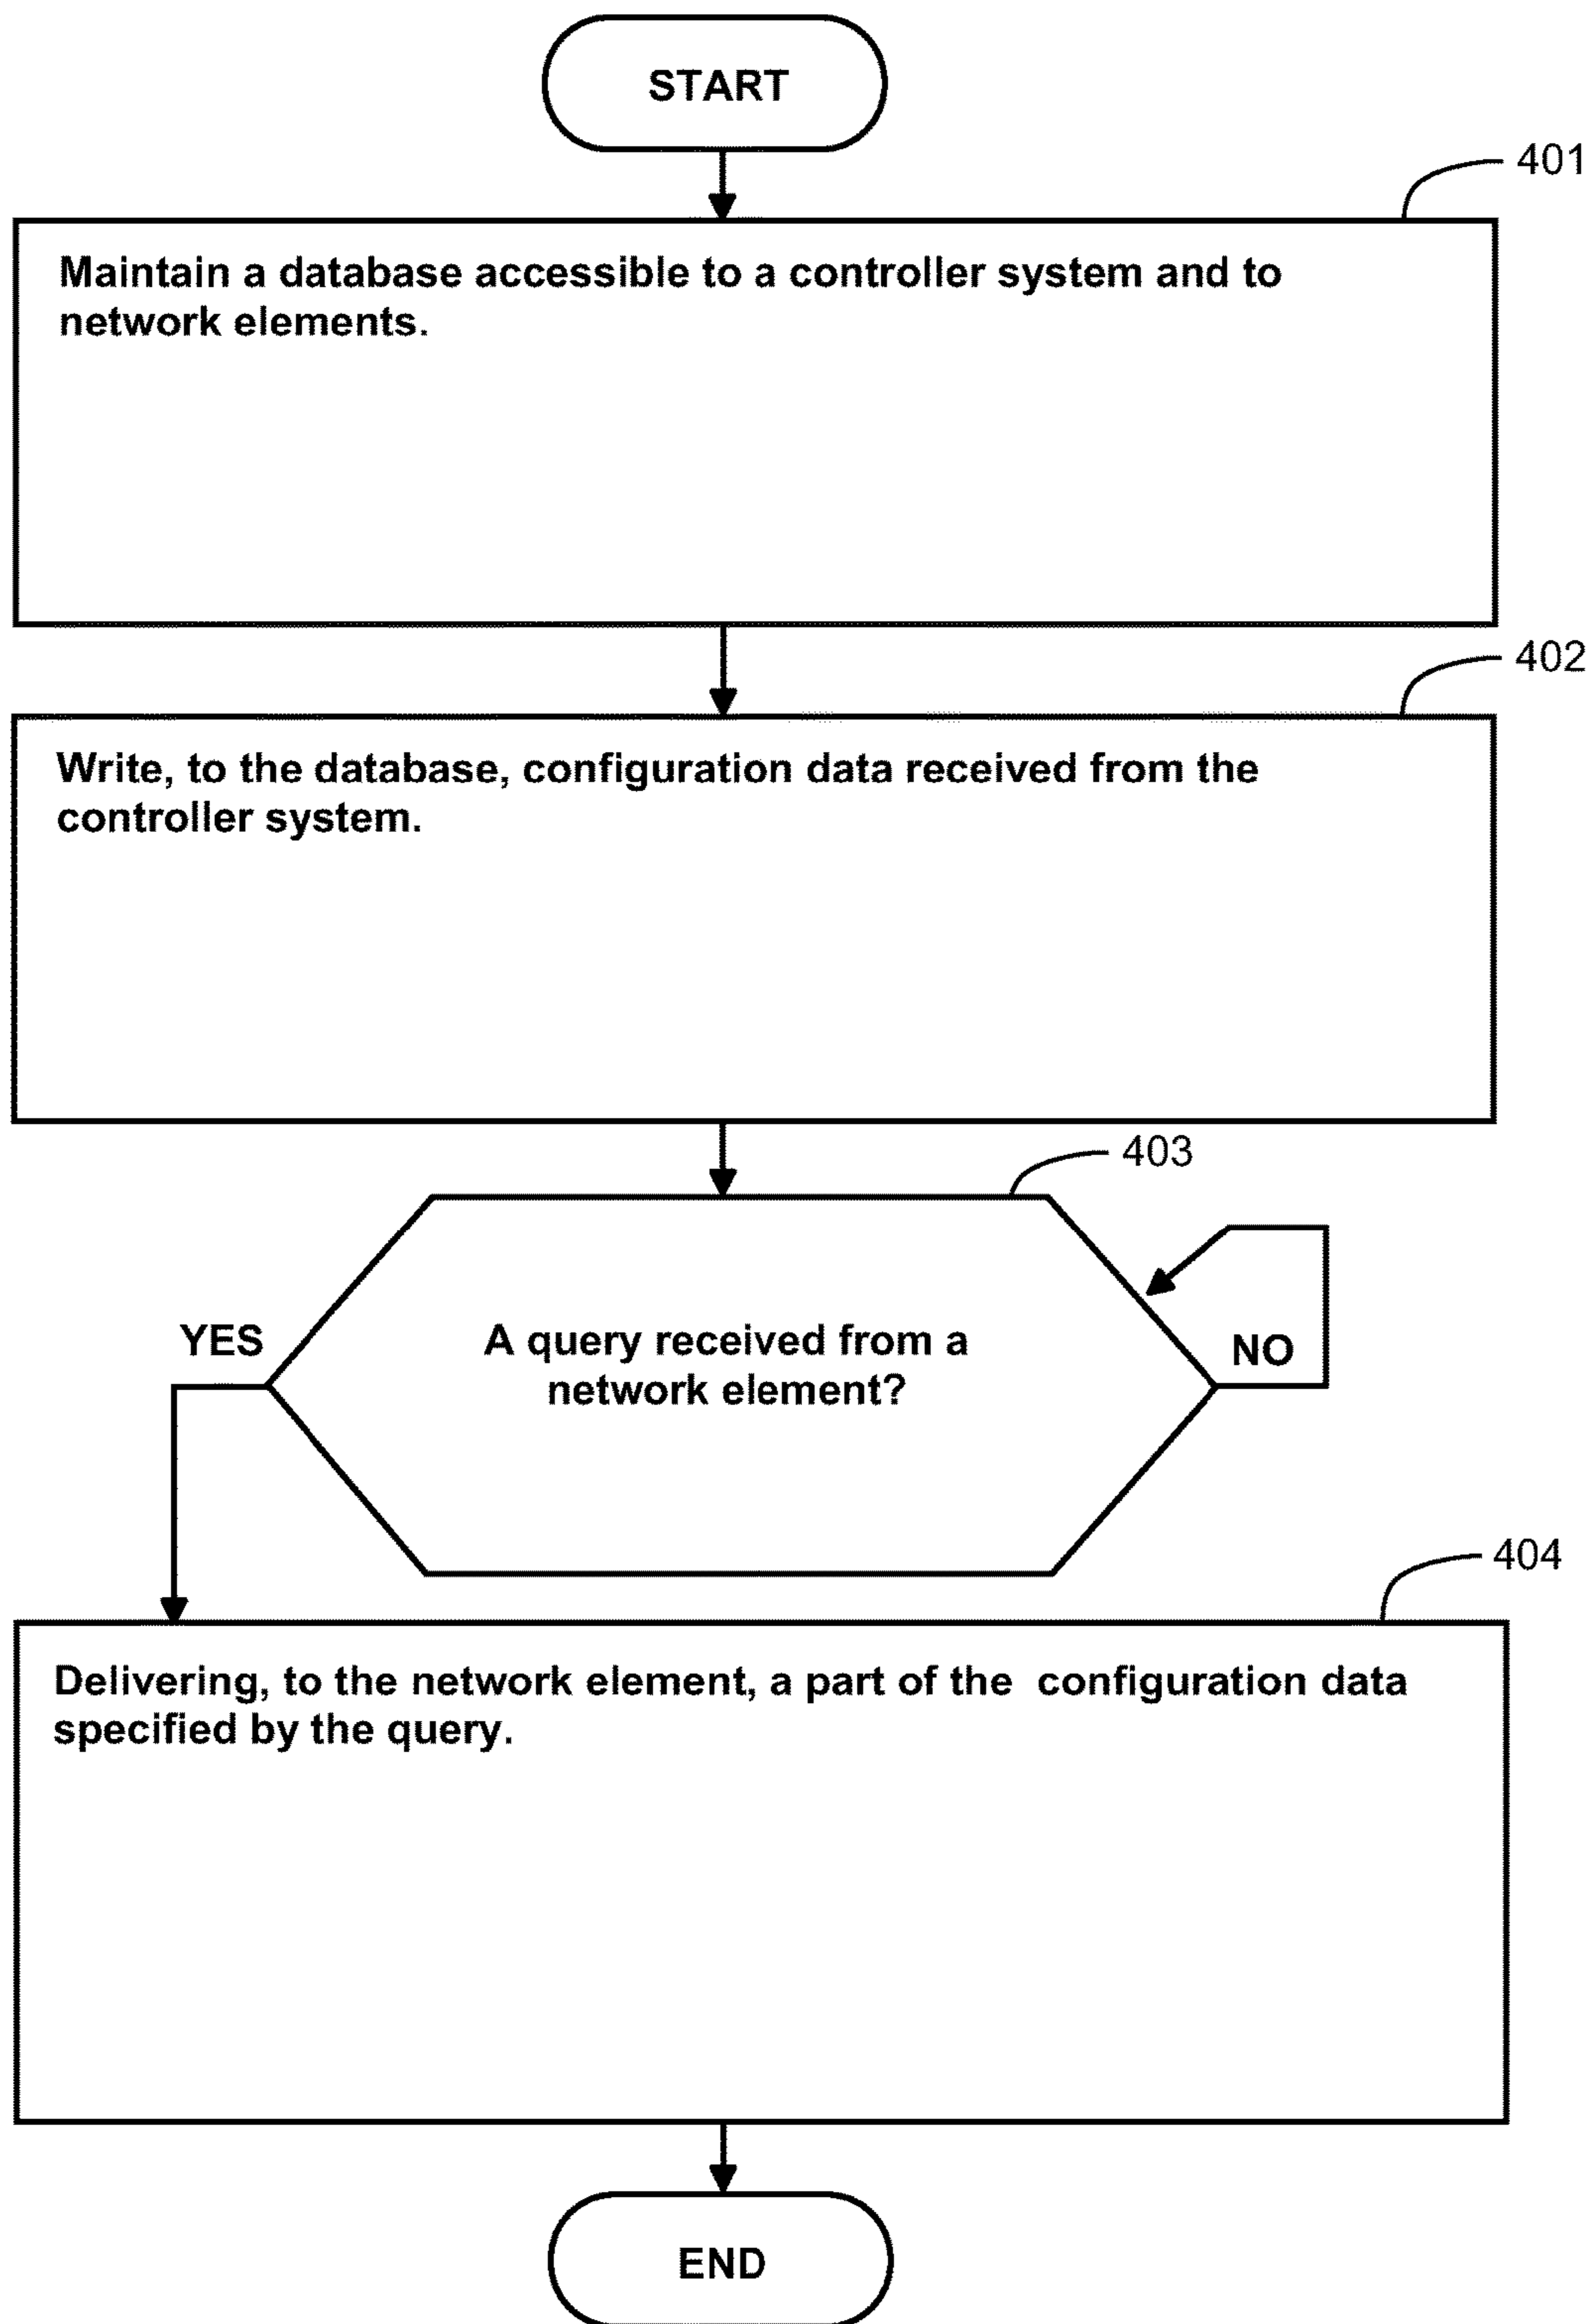 START
401
Maintain a database accessible to a controller system and to
network elements.
402
Write, to the database, configuration data received from the
controller system.
403
YES
A query received from a
network element?
NO
404
Delivering, to the network element, a part of the  configuration data
specified by the query.
END